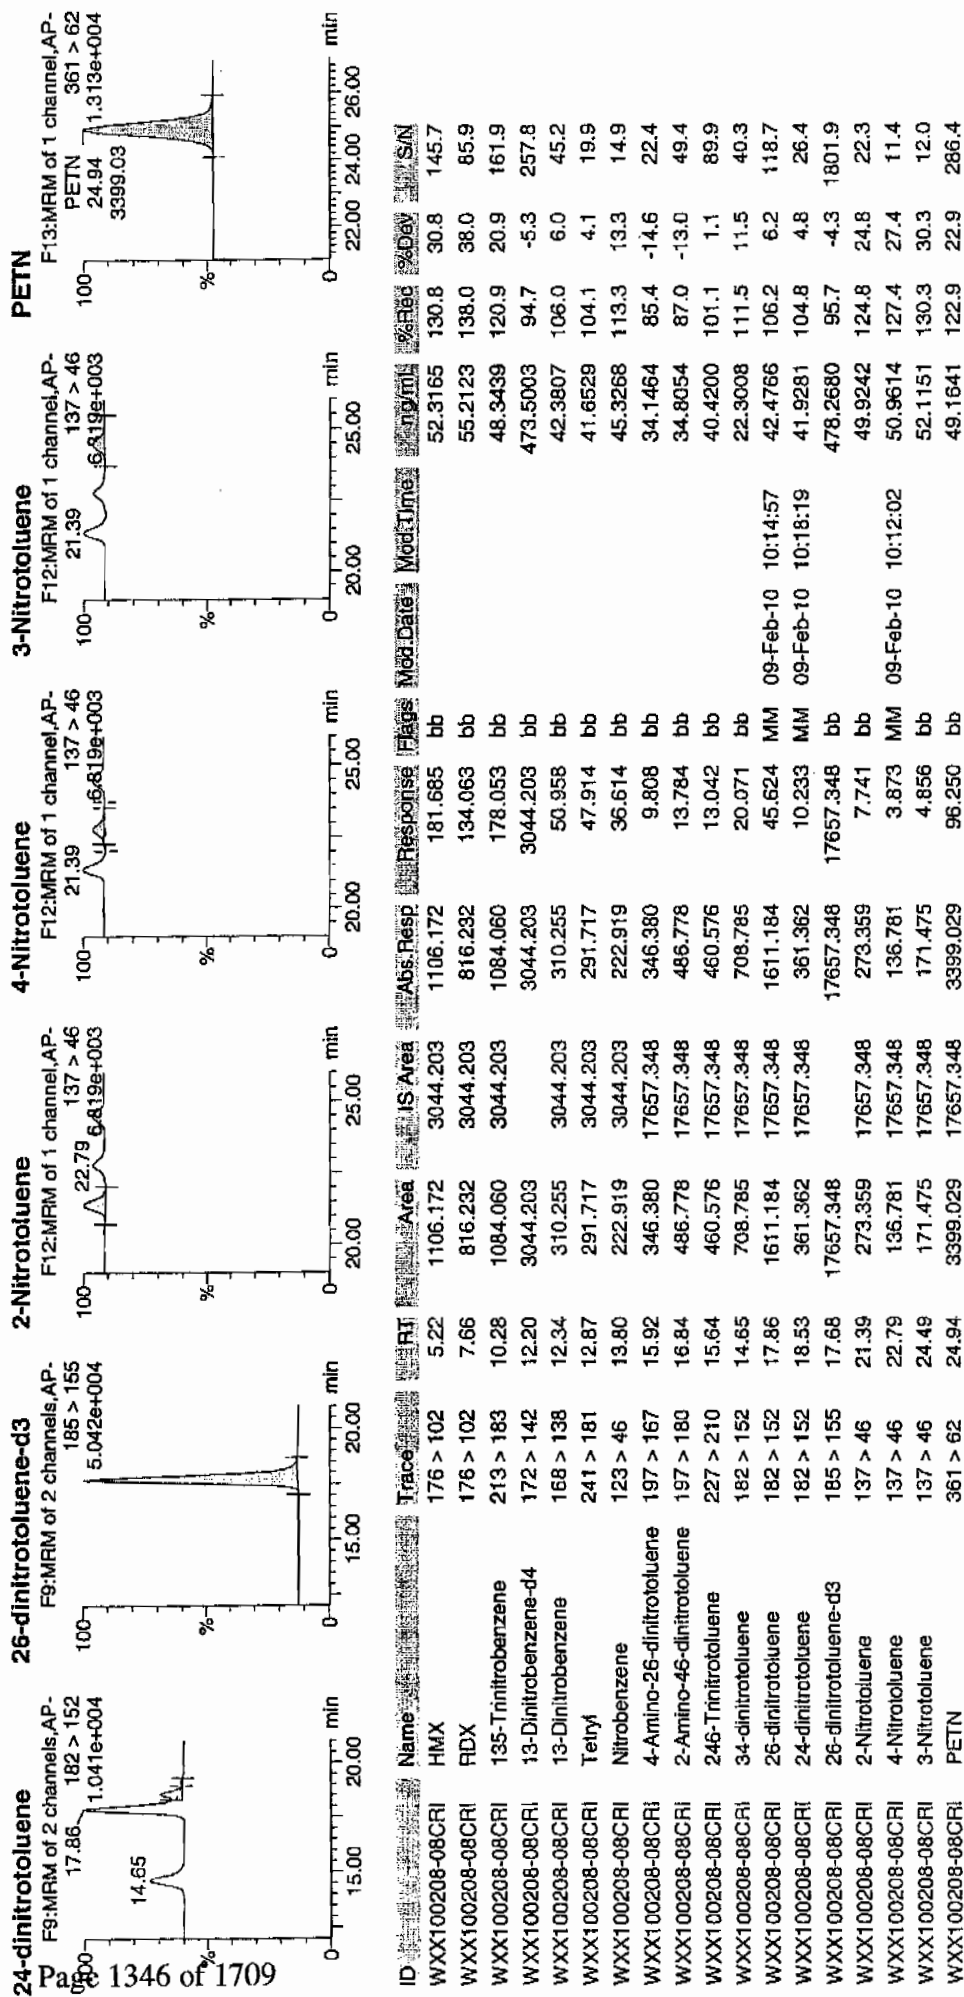 24-dinitrotoluene
F9:MRM of 2 channels,AP-
182 > 152
1.041e+004
17.86
14.65
%
0
15.00
20.00
min
26-dinitrotoluene-d3
F9:MRM of 2 channels,AP-
185 > 155
5.042e+004
100
%
0
15.00
20.00
min
2-Nitrotoluene
F12:MRM of 1 channel,AP-
137 > 46
6.819e+003
22.79
100
%
0
20.00
25.00
min
4-Nitrotoluene
F12:MRM of 1 channel,AP-
137 > 46
6.819e+003
21.39
100
%
0
20.00
25.00
min
3-Nitrotoluene
F12:MRM of 1 channel,AP-
137 > 46
6.819e+003
21.39
100
%
0
20.00
25.00
min
PETN
F13:MRM of 1 channel,AP-
361 > 62
1.313e+004
PETN
24.94
3399.03
100
%
0
22.00
24.00
26.00
min
ID Name Trace RT Area IS Area Abs.Resp Response Flags Mod.Date Mod.Time ng/mL %Rec %Dev S/N
WXX100208-08CRI HMX 176 > 102 5.22 1106.172 3044.203 1106.172 181.685 bb 52.3165 130.8 30.8 145.7
WXX100208-08CRI RDX 176 > 102 7.66 816.232 3044.203 816.232 134.063 bb 55.2123 138.0 38.0 85.9
WXX100208-08CRI 135-Trinitrobenzene 213 > 183 10.28 1084.060 3044.203 1084.060 178.053 bb 48.3439 120.9 20.9 161.9
WXX100208-08CRI 13-Dinitrobenzene-d4 172 > 142 12.20 3044.203 3044.203 3044.203 bb 473.5003 94.7 -5.3 257.8
WXX100208-08CRI 13-Dinitrobenzene 168 > 138 12.34 310.255 3044.203 310.255 50.958 bb 42.3807 106.0 6.0 45.2
WXX100208-08CRI Tetryl 241 > 181 12.87 291.717 3044.203 291.717 47.914 bb 41.6529 104.1 4.1 19.9
WXX100208-08CRI Nitrobenzene 123 > 46 13.80 222.919 3044.203 222.919 36.614 bb 45.3268 113.3 13.3 14.9
WXX100208-08CRI 4-Amino-26-dinitrotoluene 197 > 167 15.92 346.380 17657.348 346.380 9.808 bb 34.1464 85.4 -14.6 22.4
WXX100208-08CRI 2-Amino-46-dinitrotoluene 197 > 180 16.84 486.778 17657.348 486.778 13.784 bb 34.8054 87.0 -13.0 49.4
WXX100208-08CRI 246-Trinitrotoluene 227 > 210 15.64 460.576 17657.348 460.576 13.042 bb 40.4200 101.1 1.1 89.9
WXX100208-08CRI 34-dinitrotoluene 182 > 152 14.65 708.785 17657.348 708.785 20.071 bb 22.3008 111.5 11.5 40.3
WXX100208-08CRI 26-dinitrotoluene 182 > 152 17.86 1611.184 17657.348 1611.184 45.624 MM 09-Feb-10 10:14:57 42.4766 106.2 6.2 118.7
WXX100208-08CRI 24-dinitrotoluene 182 > 152 18.53 361.362 17657.348 361.362 10.233 MM 09-Feb-10 10:18:19 41.9281 104.8 4.8 26.4
WXX100208-08CRI 26-dinitrotoluene-d3 185 > 155 17.68 17657.348 17657.348 17657.348 bb 478.2680 95.7 -4.3 1801.9
WXX100208-08CRI 2-Nitrotoluene 137 > 46 21.39 273.359 17657.348 273.359 7.741 bb 49.9242 124.8 24.8 22.3
WXX100208-08CRI 4-Nitrotoluene 137 > 46 22.79 136.781 17657.348 136.781 3.873 MM 09-Feb-10 10:12:02 50.9614 127.4 27.4 11.4
WXX100208-08CRI 3-Nitrotoluene 137 > 46 24.49 171.475 17657.348 171.475 4.856 bb 52.1151 130.3 30.3 12.0
WXX100208-08CRI PETN 361 > 62 24.94 3399.029 17657.348 3399.029 96.250 bb 49.1641 122.9 22.9 286.4
Page 1346 of 1709